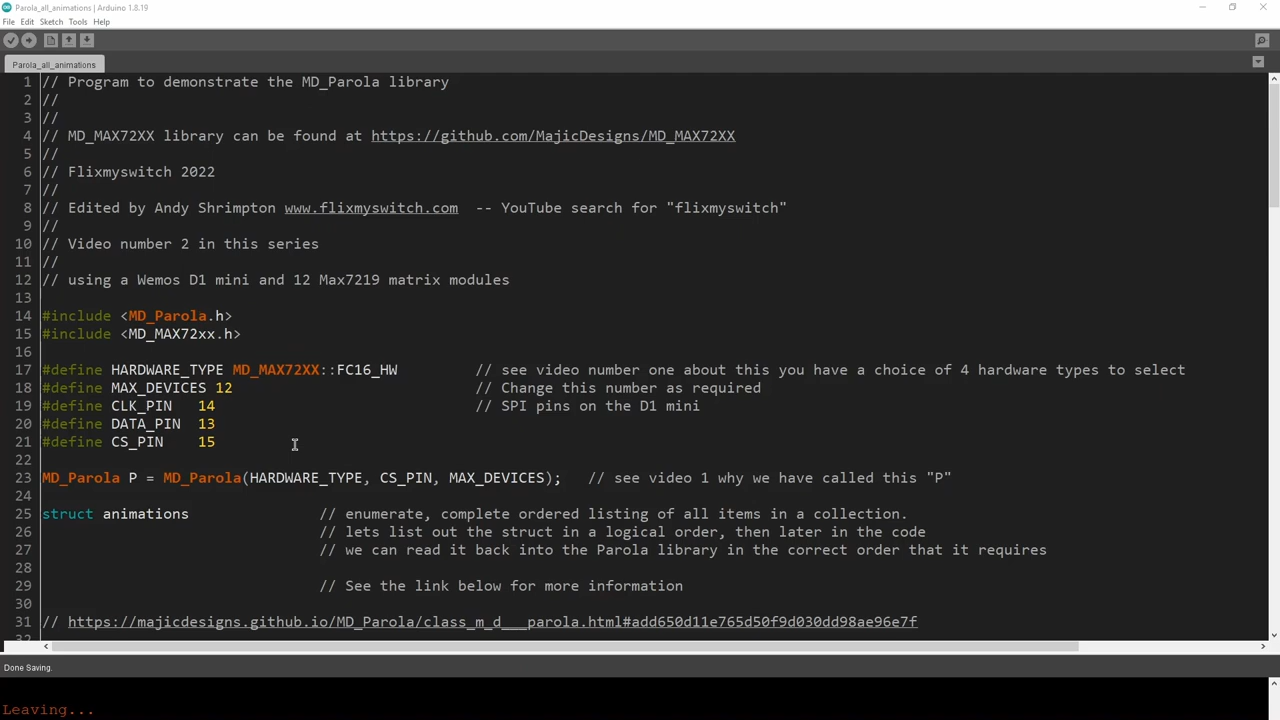 Parola_all_animations | Arduino 1.8.19
File Edit Sketch Tools Help
Parola_all_animations
1 // Program to demonstrate the MD_Parola library
2 //
3 //
4 // MD_MAX72XX library can be found at https://github.com/MajicDesigns/MD_MAX72XX
5 //
6 // Flixmyswitch 2022
7 //
8 // Edited by Andy Shrimpton www.flixmyswitch.com -- YouTube search for "flixmyswitch"
9 //
10 // Video number 2 in this series
11 //
12 // using a Wemos D1 mini and 12 Max7219 matrix modules
13
14 #include <MD_Parola.h>
15 #include <MD_MAX72xx.h>
16
17 #define HARDWARE_TYPE MD_MAX72XX::FC16_HW // see video number one about this you have a choice of 4 hardware types to select
18 #define MAX_DEVICES 12 // Change this number as required
19 #define CLK_PIN 14 // SPI pins on the D1 mini
20 #define DATA_PIN 13
21 #define CS_PIN 15
22
23 MD_Parola P = MD_Parola(HARDWARE_TYPE, CS_PIN, MAX_DEVICES); // see video 1 why we have called this "P"
24
25 struct animations // enumerate, complete ordered listing of all items in a collection.
26 // lets list out the struct in a logical order, then later in the code
27 // we can read it back into the Parola library in the correct order that it requires
28
29 // See the link below for more information
30
31 // https://majicdesigns.github.io/MD_Parola/class_m_d___parola.html#add650d11e765d50f9d030dd98ae96e7f
32
Done Saving.
Leaving...